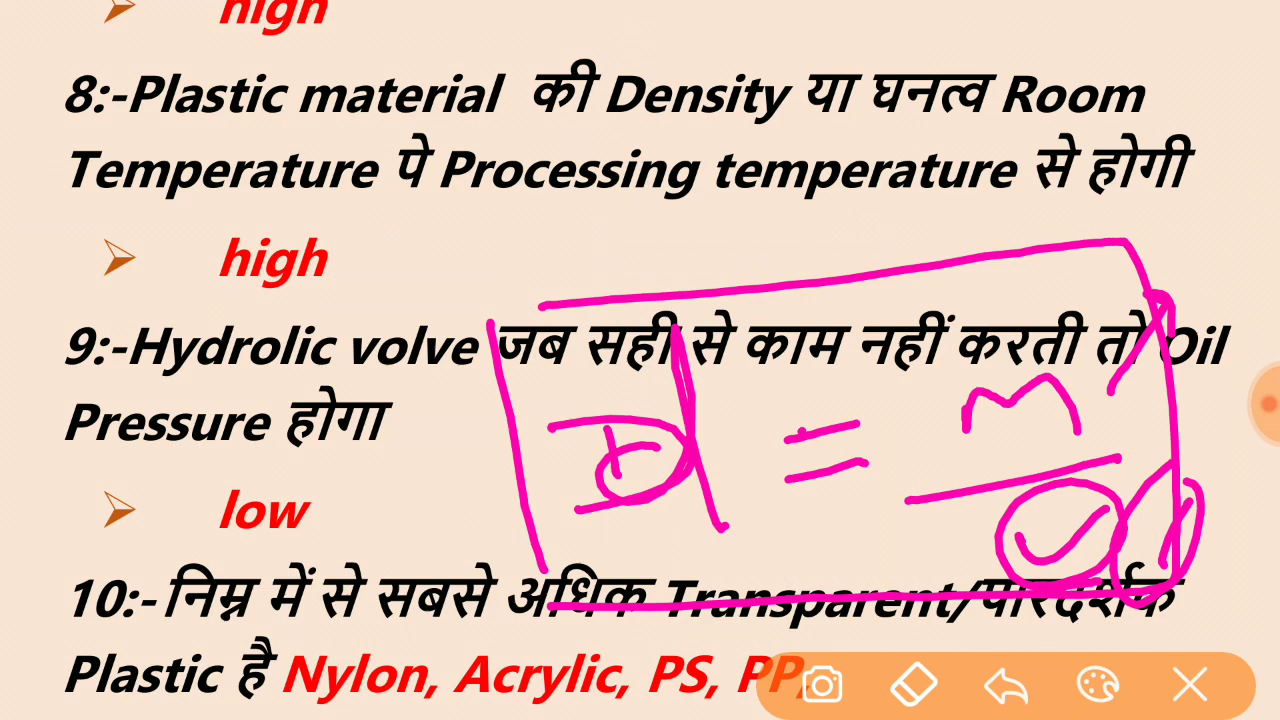 high
8:-Plastic material की Density या घनत्व Room
Temperature पे Processing temperature से होगी
high
9:-Hydrolic volve जब सही से काम नहीं करती तो Oil
Pressure होगा
low
10:-निम्न में से सबसे अधिक Transparent/पारदर्शक
Plastic है Nylon, Acrylic, PS, PP,